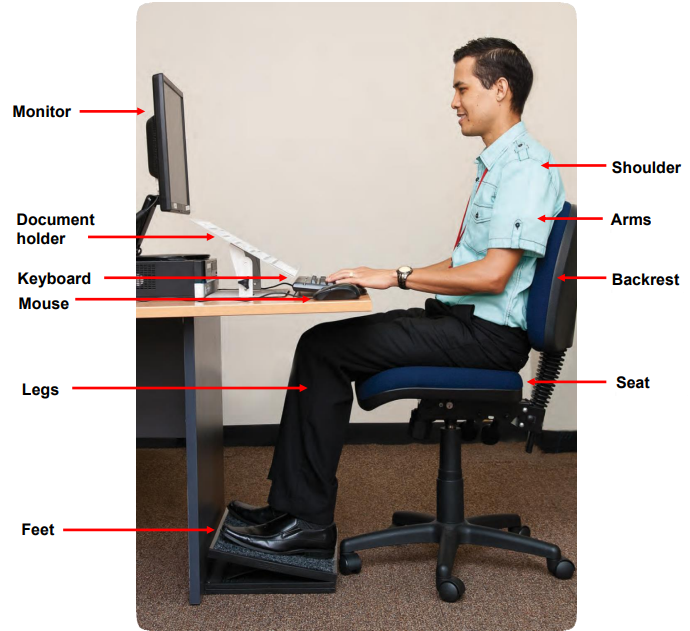 Monitor
Shoulder
Document
holder
Arms
Keyboard
Backrest
Mouse
Seat
Legs
Feet